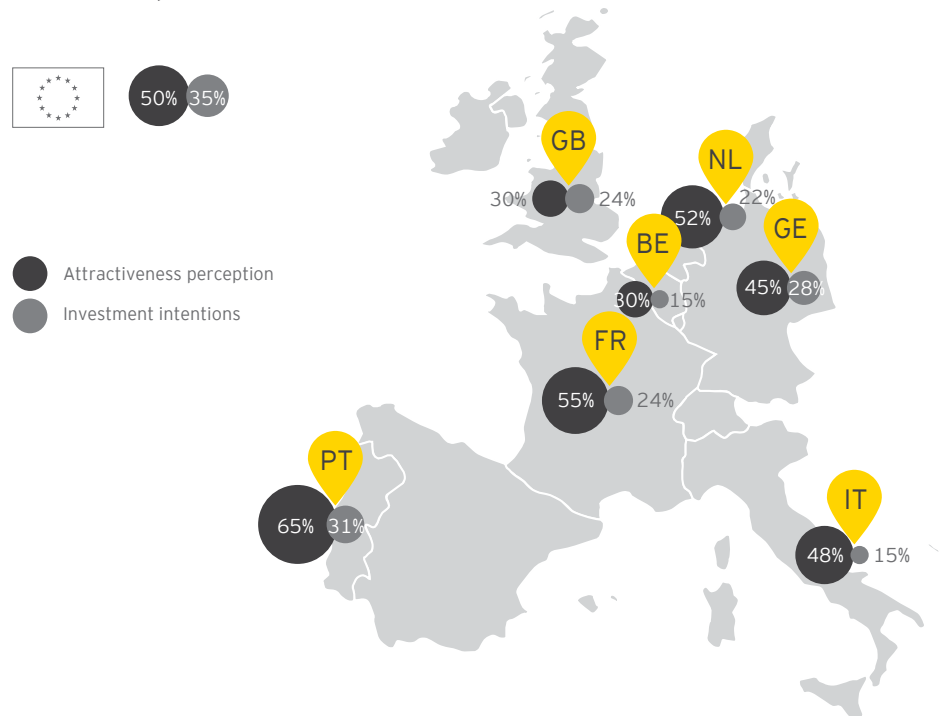 50% 35%
GB
30% 24%
NL
52% 22%
GE
45% 28%
BE
30% 15%
Attractiveness perception
Investment intentions
FR
55% 24%
PT
65% 31%
IT
48% 15%